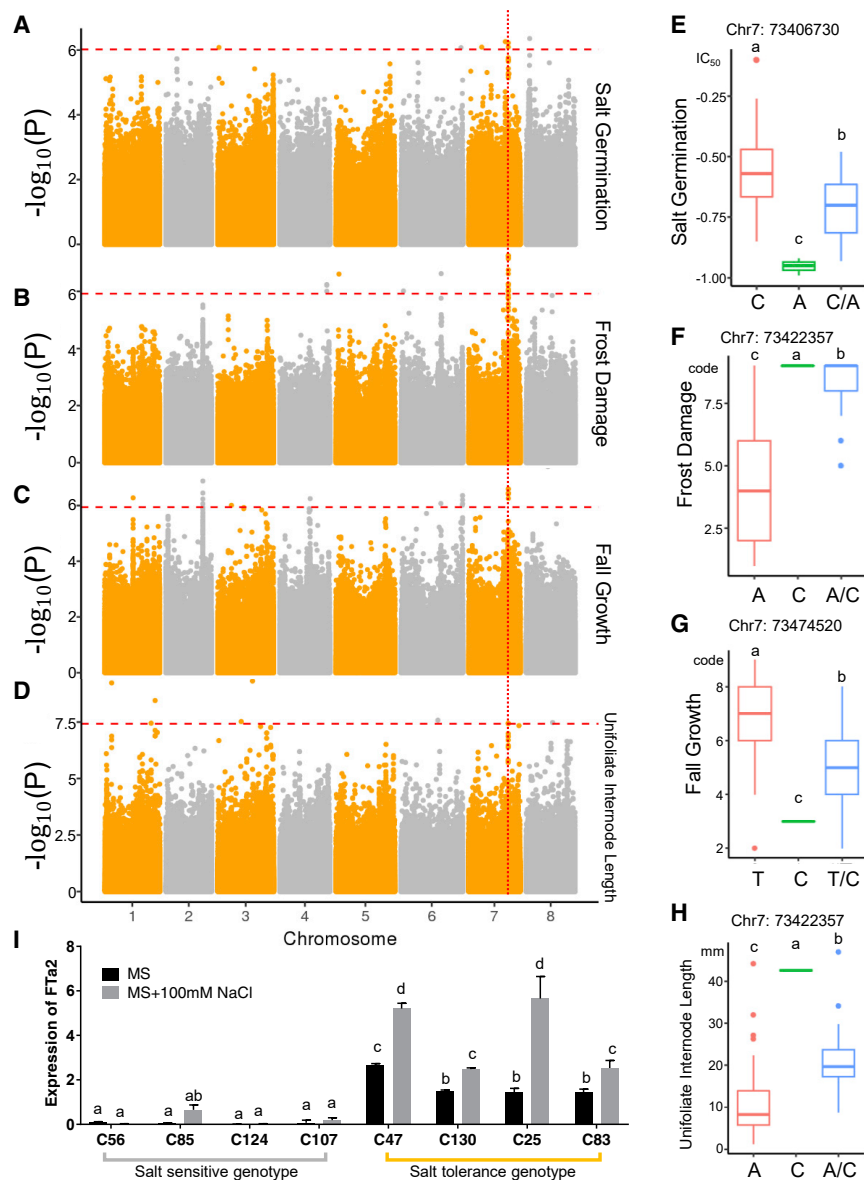 A
6
4
2
0
-log10(P)
Salt Germination
B
6
4
2
0
-log10(P)
Frost Damage
C
6
4
2
0
-log10(P)
Fall Growth
D
7.5
5
2.5
0
-log10(P)
Unifoliate Internode Length
1 2 3 4 5 6 7 8
Chromosome
E
Chr7: 73406730
IC50
a
c
b
-0.25
-0.50
-0.75
-1.00
Salt Germination
C A C/A
F
Chr7: 73422357
code
c a b
7.5
5.0
2.5
Frost Damage
A C A/C
G
Chr7: 73474520
code
a
c
b
8
6
4
2
Fall Growth
T C T/C
H
Chr7: 73422357
mm
c a b
40
30
20
10
0
Unifoliate Internode Length
A C A/C
I
MS
MS+100mM NaCl
8
6
4
2
0
Expression of FTa2
a a a ab a a a a c d b c b d b c
C56 C85 C124 C107 C47 C130 C25 C83
Salt sensitive genotype Salt tolerance genotype